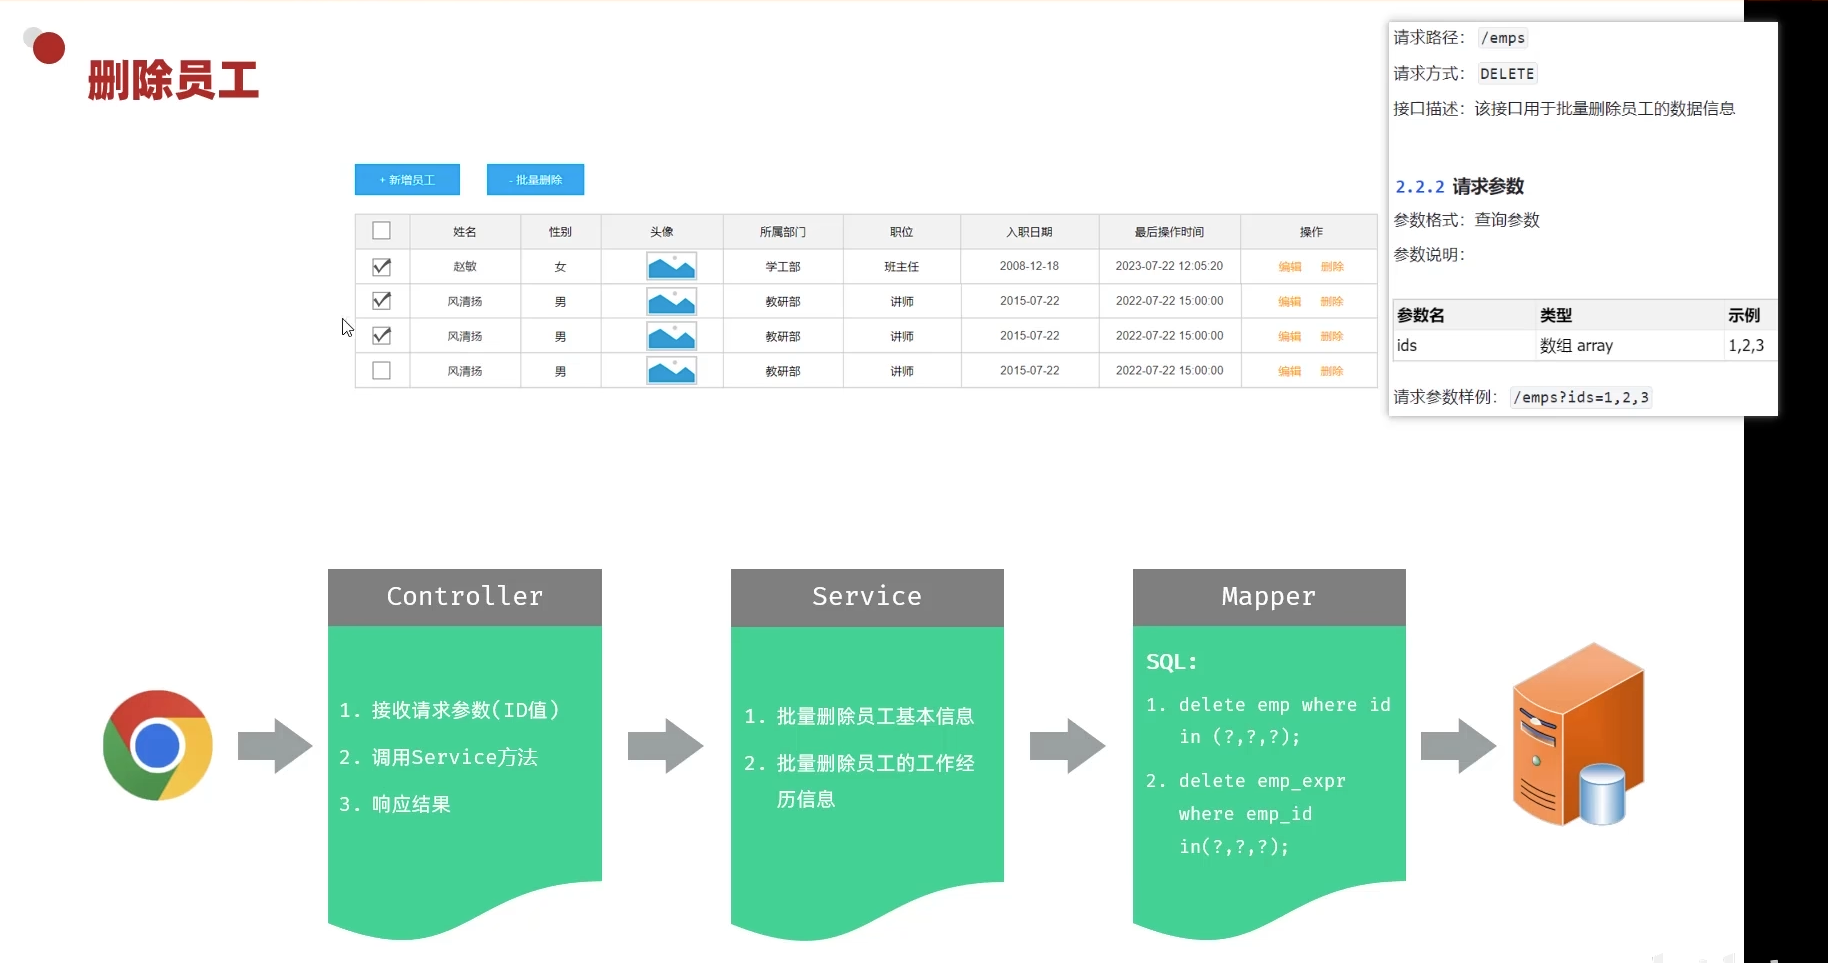 删除员工
请求路径： /emps
请求方式： DELETE
接口描述：该接口用于批量删除员工的数据信息
2.2.2 请求参数
参数格式：查询参数
参数说明：
参数名 类型 示例
ids 数组 array 1,2,3
请求参数样例： /emps?ids=1,2,3
+ 新增员工 - 批量删除
姓名 性别 头像 所属部门 职位 入职日期 最后操作时间 操作
赵敏 女 学工部 班主任 2008-12-18 2023-07-22 12:05:20 编辑 删除
风清扬 男 教研部 讲师 2015-07-22 2022-07-22 15:00:00 编辑 删除
风清扬 男 教研部 讲师 2015-07-22 2022-07-22 15:00:00 编辑 删除
风清扬 男 教研部 讲师 2015-07-22 2022-07-22 15:00:00 编辑 删除
Controller
1. 接收请求参数(ID值)
2. 调用Service方法
3. 响应结果
Service
1. 批量删除员工基本信息
2. 批量删除员工的工作经
历信息
Mapper
SQL:
1. delete emp where id
in (?,?,?);
2. delete emp_expr
where emp_id
in(?,?,?);